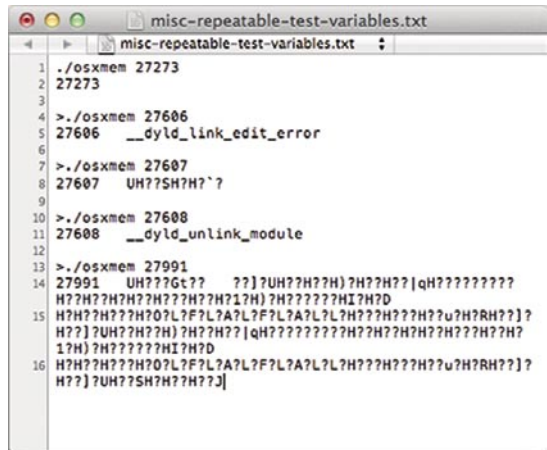 misc-repeatable-test-variables.txt
misc-repeatable-test-variables.txt
1 ./osxmem 27273
2 27273
3
4 >./osxmem 27606
5 27606 __dyld_link_edit_error
6
7 >./osxmem 27607
8 27607 UH??SH?H?`?
9
10 >./osxmem 27608
11 27608 __dyld_unlink_module
12
13 >./osxmem 27991
14 27991 UH???Gt?? ??]?UH??H??H)?H??H??|qH?????????
H??H??H?H??H???H??H?1?H)?H??????HI?H?D
15 H?H??H???H?O?L?F?L?A?L?F?L?A?L?L?H???H???H??u?H?RH??]?
H??]?UH??H??H)?H??H??|qH?????????H??H??H?H??H???H??H?
1?H)?H??????HI?H?D
16 H?H??H???H?O?L?F?L?A?L?F?L?A?L?L?H???H???H??u?H?RH??]?
H??]?UH??SH?H??H??J